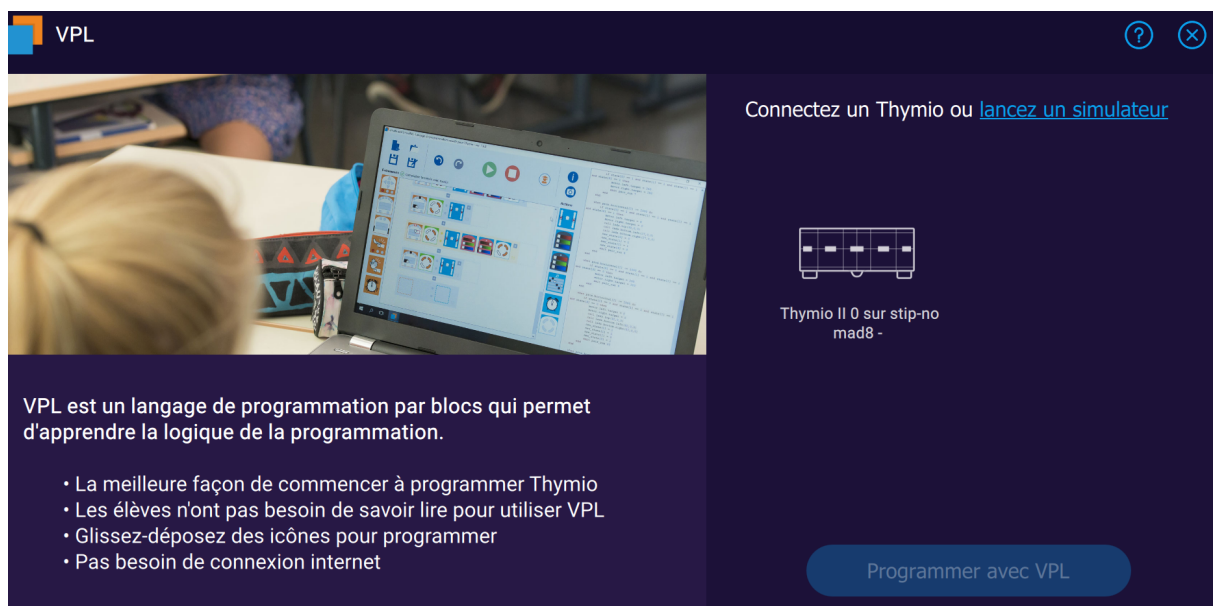 VPL
Connectez un Thymio ou lancez un simulateur
Thymio II 0 sur stip-no
mad8 -
VPL est un langage de programmation par blocs qui permet
d'apprendre la logique de la programmation.
• La meilleure façon de commencer à programmer Thymio
• Les élèves n'ont pas besoin de savoir lire pour utiliser VPL
• Glissez-déposez des icônes pour programmer
• Pas besoin de connexion internet
Programmer avec VPL